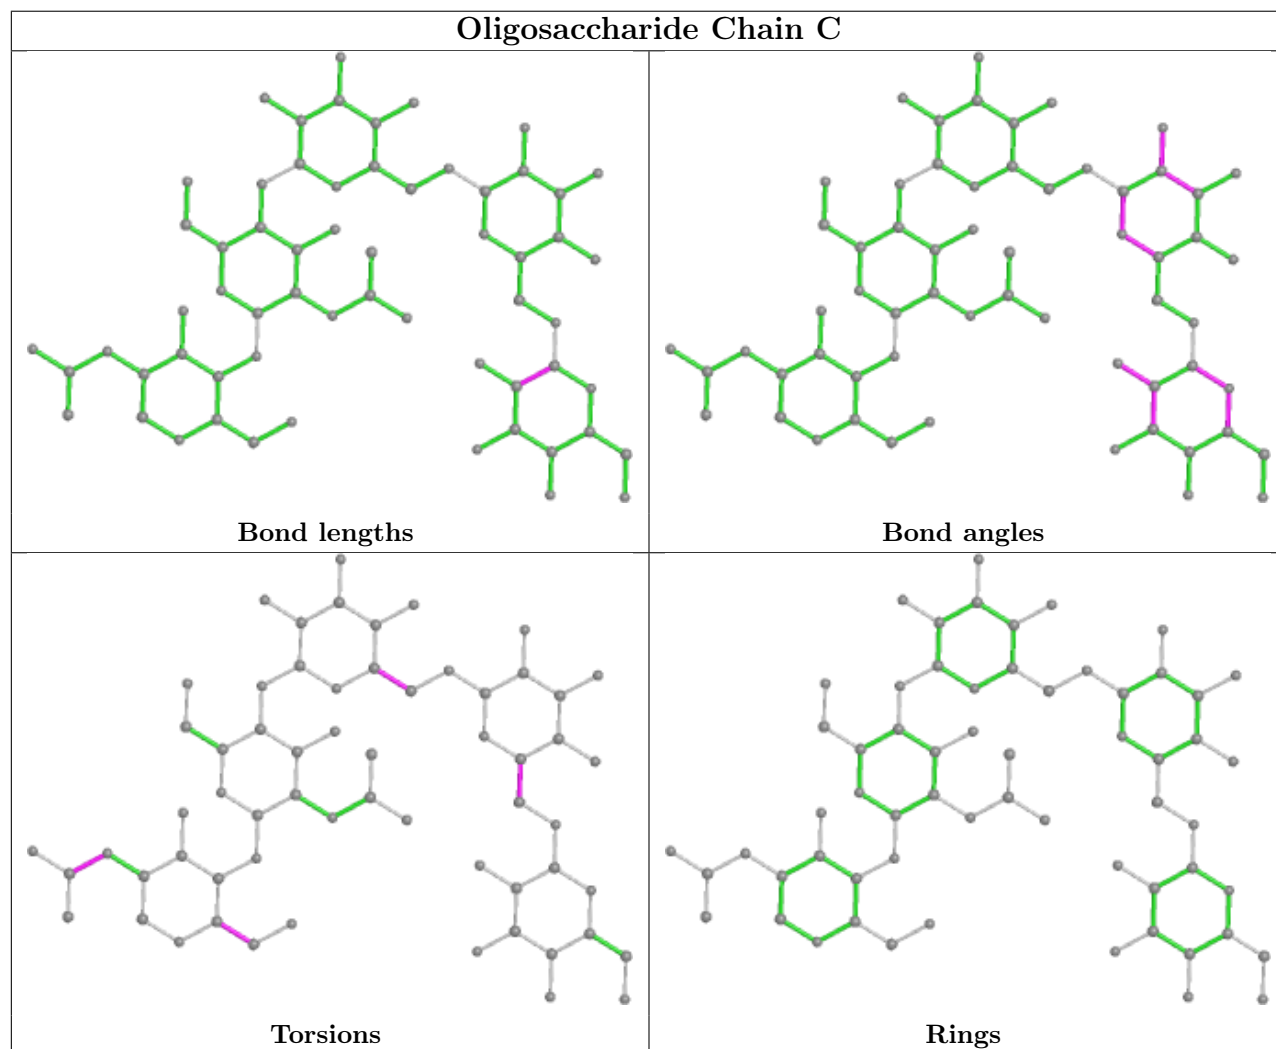 Oligosaccharide Chain C
Bond lengths
Bond angles
Torsions
Rings